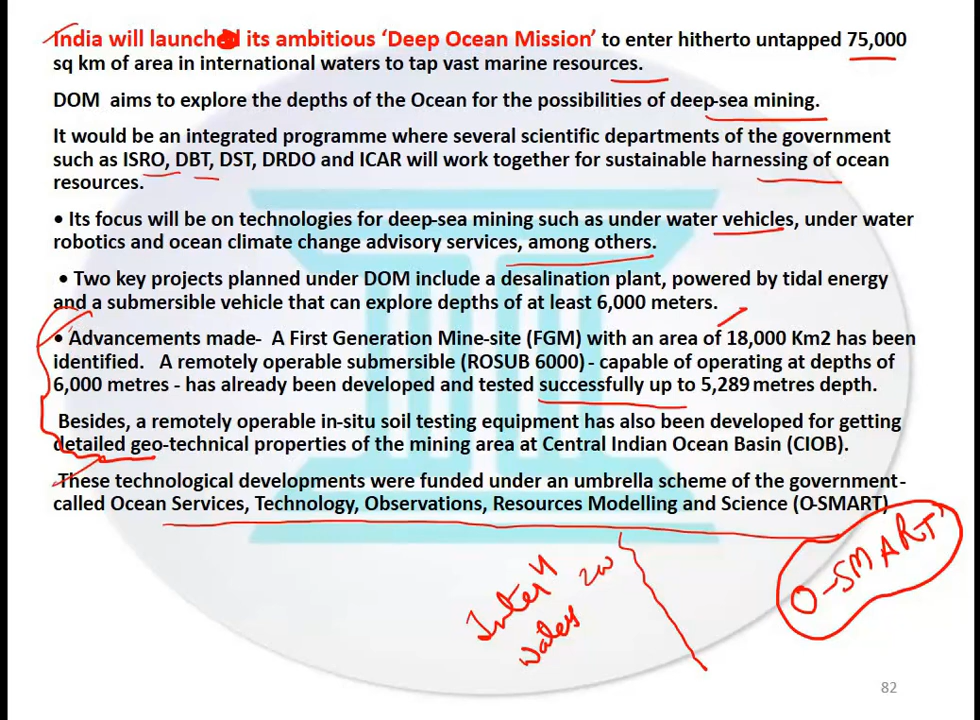 India will launched its ambitious ‘Deep Ocean Mission’ to enter hitherto untapped 75,000
sq km of area in international waters to tap vast marine resources.
DOM aims to explore the depths of the Ocean for the possibilities of deep-sea mining.
It would be an integrated programme where several scientific departments of the government
such as ISRO, DBT, DST, DRDO and ICAR will work together for sustainable harnessing of ocean
resources.
• Its focus will be on technologies for deep-sea mining such as under water vehicles, under water
robotics and ocean climate change advisory services, among others.
• Two key projects planned under DOM include a desalination plant, powered by tidal energy
and a submersible vehicle that can explore depths of at least 6,000 meters.
• Advancements made- A First Generation Mine-site (FGM) with an area of 18,000 Km2 has been
identified. A remotely operable submersible (ROSUB 6000) - capable of operating at depths of
6,000 metres - has already been developed and tested successfully up to 5,289 metres depth.
Besides, a remotely operable in-situ soil testing equipment has also been developed for getting
detailed geo-technical properties of the mining area at Central Indian Ocean Basin (CIOB).
These technological developments were funded under an umbrella scheme of the government-
called Ocean Services, Technology, Observations, Resources Modelling and Science (O-SMART)
O-SMART
200
Water
82